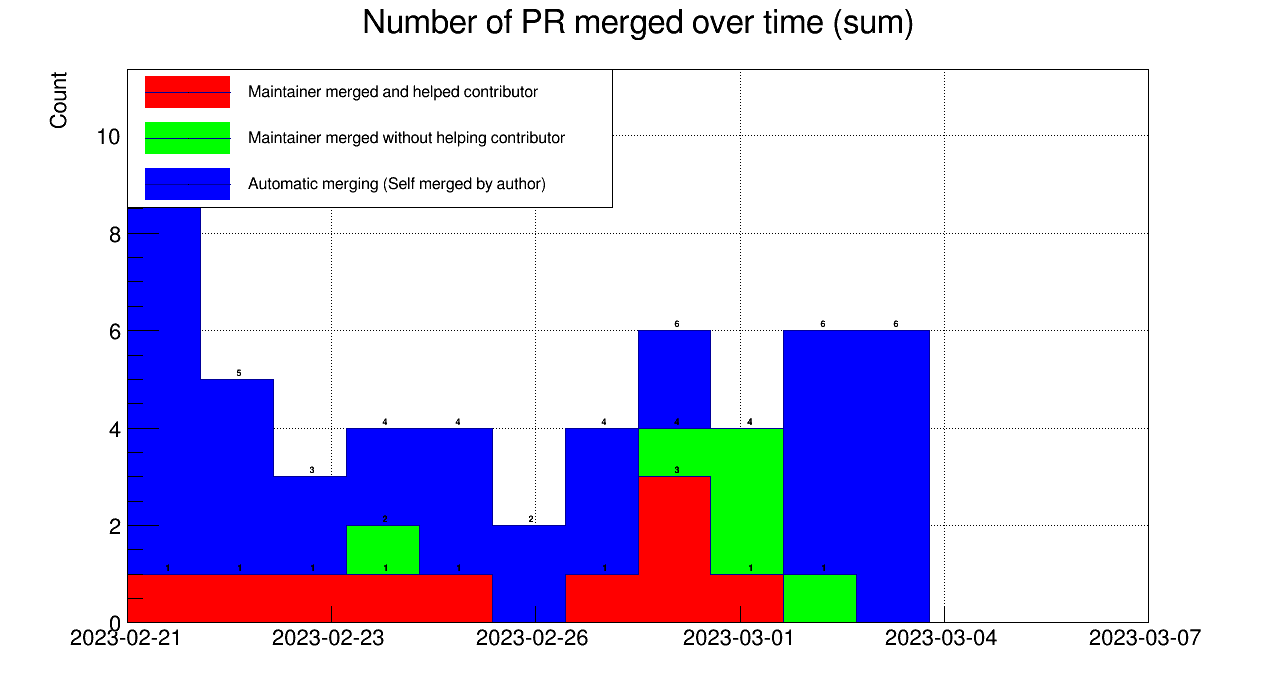 Number of PR merged over time (sum)
Count
Maintainer merged and helped contributor
Maintainer merged without helping contributor
Automatic merging (Self merged by author)
10
8
6
4
2
0
6 6 6
5
4 4 4 4 4
3 3
2 2
1 1 1 1 1 1 1 1
2023-02-21 2023-02-23 2023-02-26 2023-03-01 2023-03-04 2023-03-07